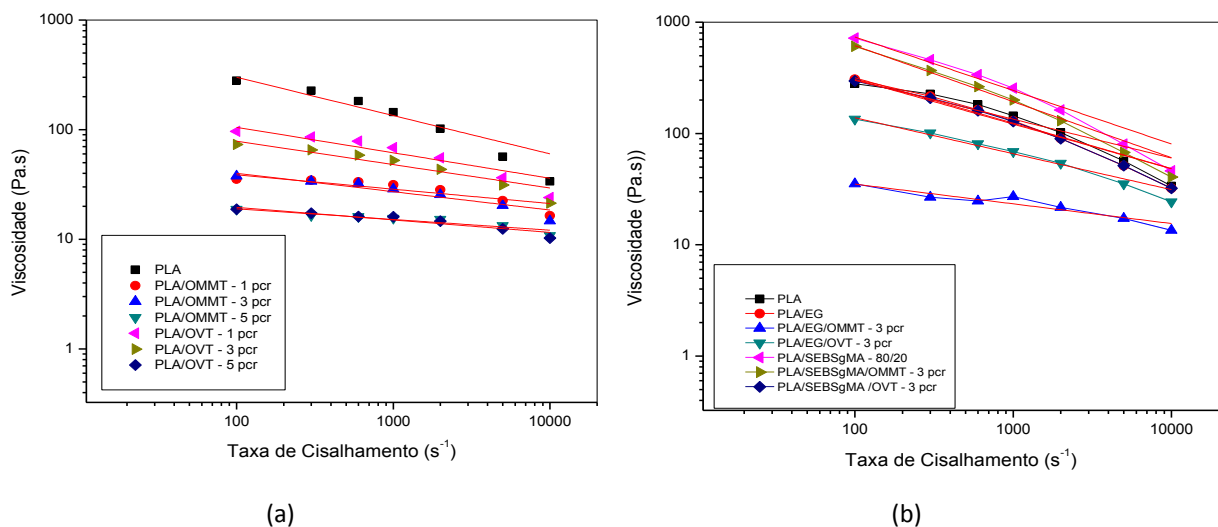 1000
100
10
1
Viscosidade (Pa.s)
PLA
PLA/OMMT - 1 pcr
PLA/OMMT - 3 pcr
PLA/OMMT - 5 pcr
PLA/OVT - 1 pcr
PLA/OVT - 3 pcr
PLA/OVT - 5 pcr
100
1000
10000
Taxa de Cisalhamento (s⁻¹)
(a)
1000
100
10
1
Viscosidade (Pa.s))
PLA
PLA/EG
PLA/EG/OMMT - 3 pcr
PLA/EG/OVT - 3 pcr
PLA/SEBSgMA - 80/20
PLA/SEBSgMA/OMMT - 3 pcr
PLA/SEBSgMA /OVT - 3 pcr
100
1000
10000
Taxa de Cisalhamento (s⁻¹)
(b)